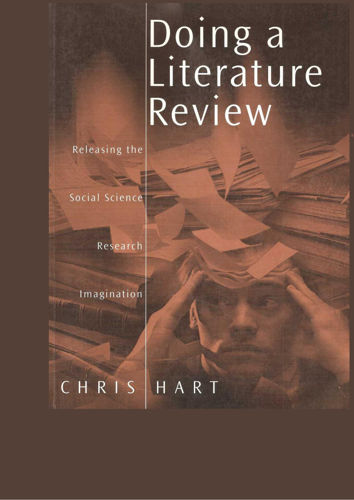 Doing a
Literature
Review
Releasing the
Social Science
Research
Imagination
CHRIS HART